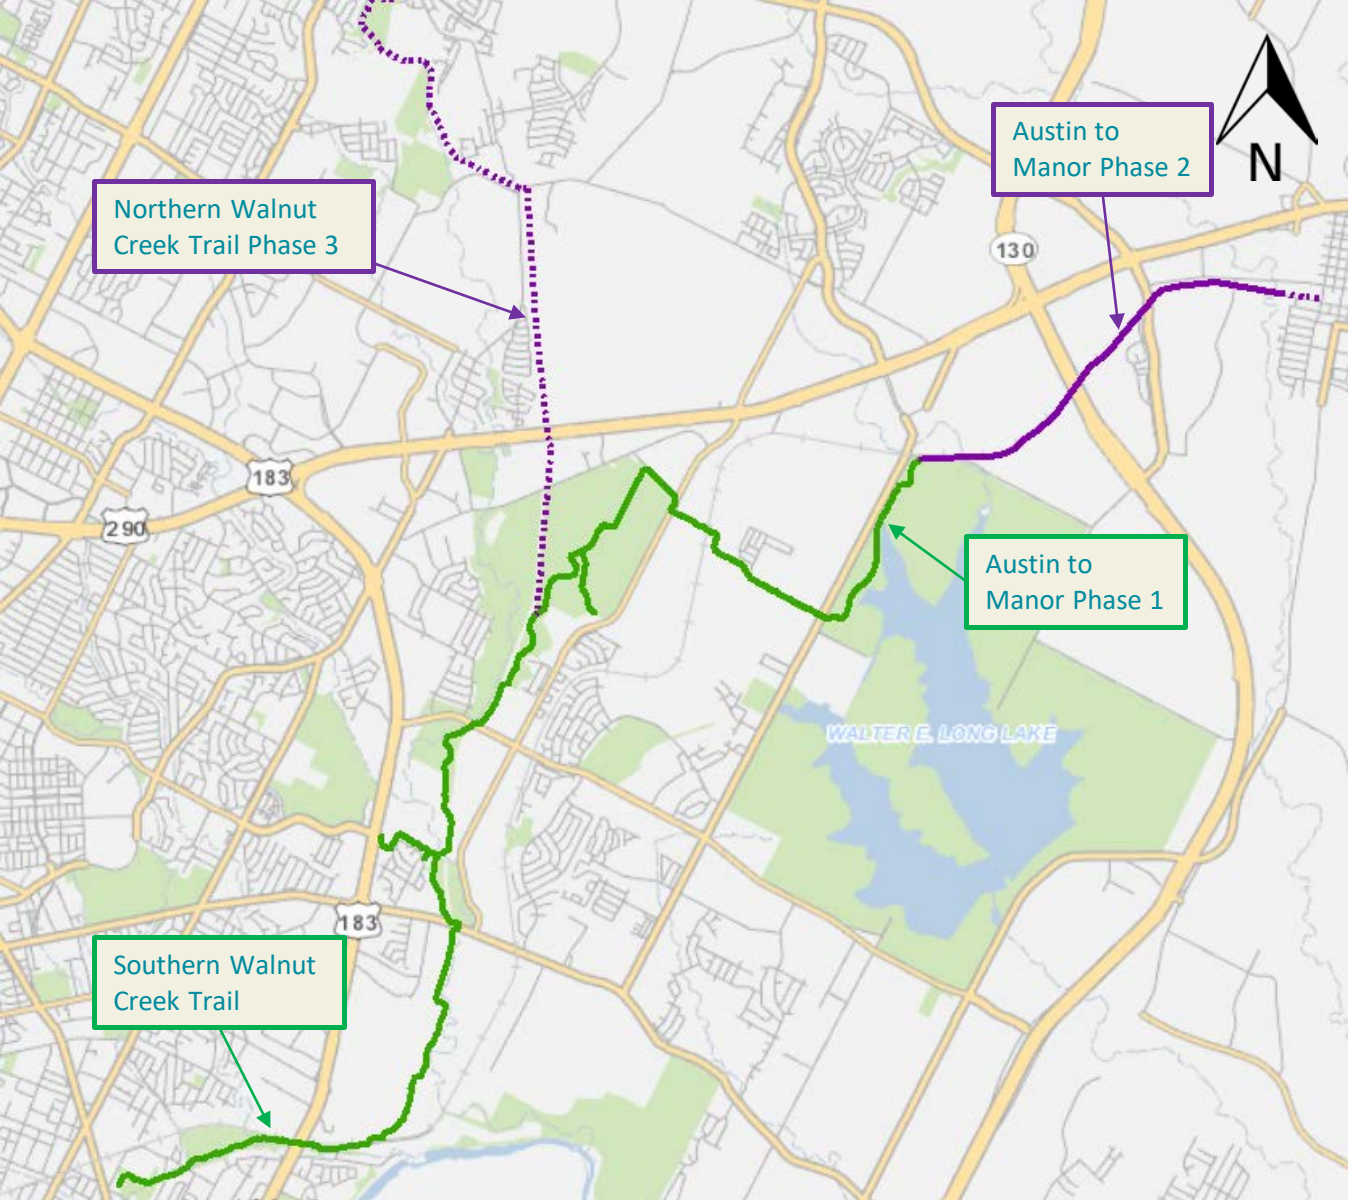 N
Austin to
Manor Phase 2
Northern Walnut
Creek Trail Phase 3
130
183
290
Austin to
Manor Phase 1
WALTER E. LONG LAKE
183
Southern Walnut
Creek Trail